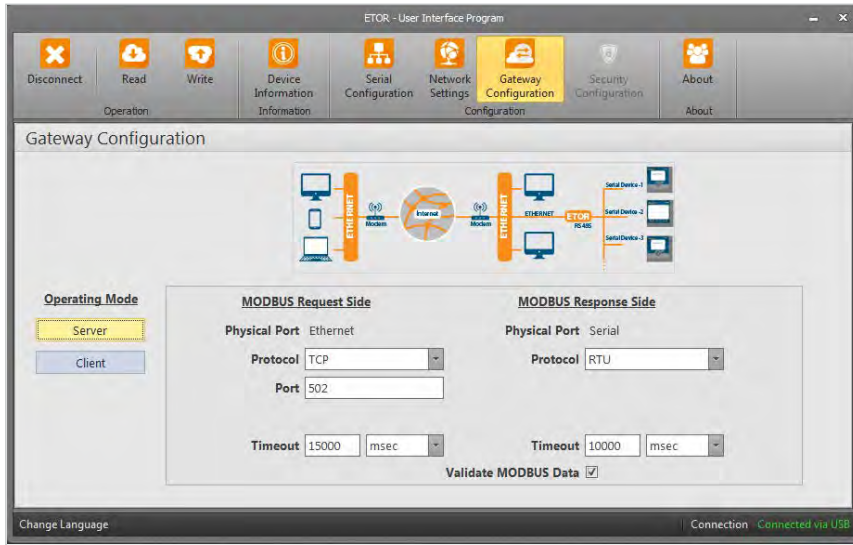 ETOR - User Interface Program
Disconnect
Read
Write
Device Information
Serial Configuration
Network Settings
Gateway Configuration
Security Configuration
About
Operation
Information
Configuration
About
Gateway Configuration
ETHERNET
Modem
Internet
Modem
ETHERNET
ETHERNET
ETOR
RS 485
Serial Device -1
Serial Device -2
Serial Device -3
Operating Mode
Server
Client
MODBUS Request Side
Physical Port Ethernet
Protocol TCP
Port 502
Timeout 15000 msec
MODBUS Response Side
Physical Port Serial
Protocol RTU
Timeout 10000 msec
Validate MODBUS Data
Change Language
Connection Connected via USB